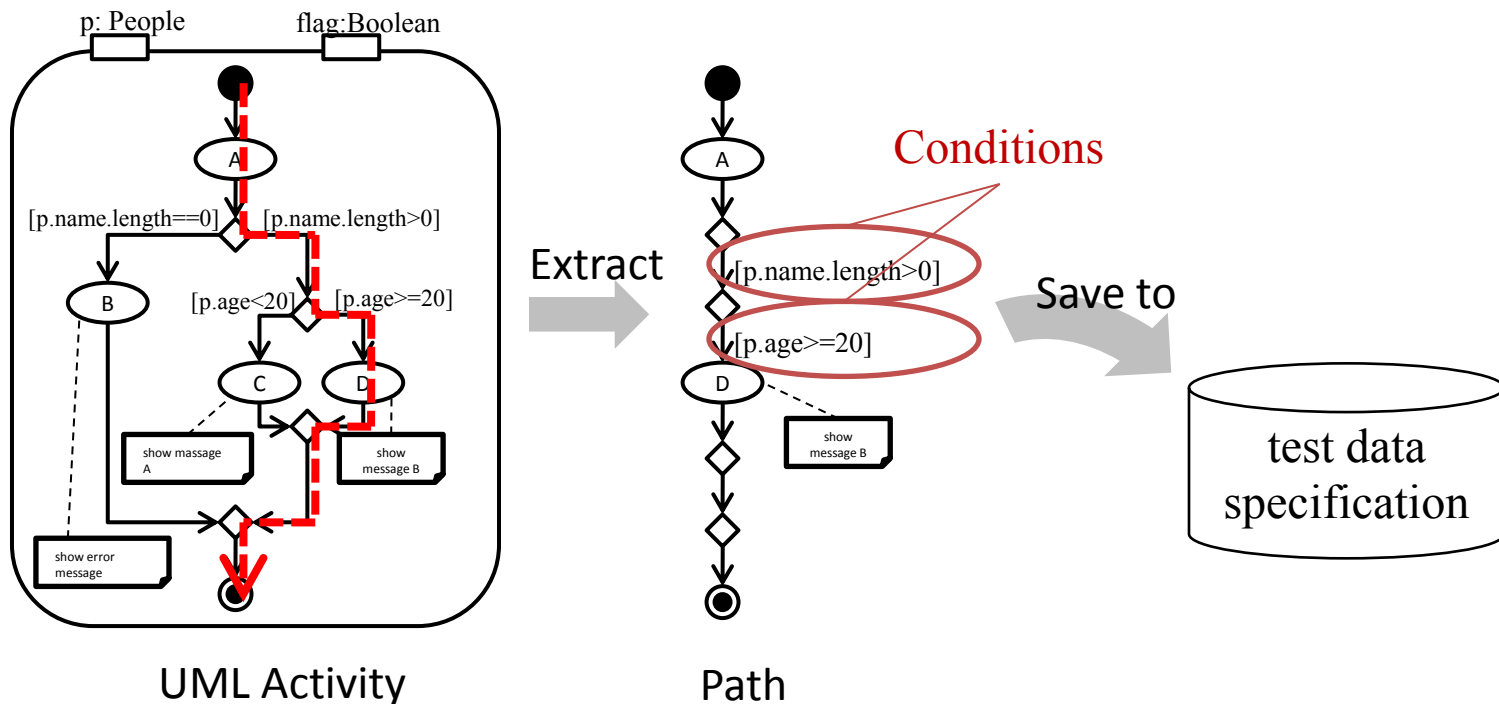 p: People
flag:Boolean
A
[p.name.length==0]
[p.name.length>0]
B
[p.age<20]
[p.age>=20]
C
D
show massage
A
show
message B
show error
message
UML Activity
Extract
A
Conditions
[p.name.length>0]
[p.age>=20]
D
show
message B
Path
Save to
test data
specification